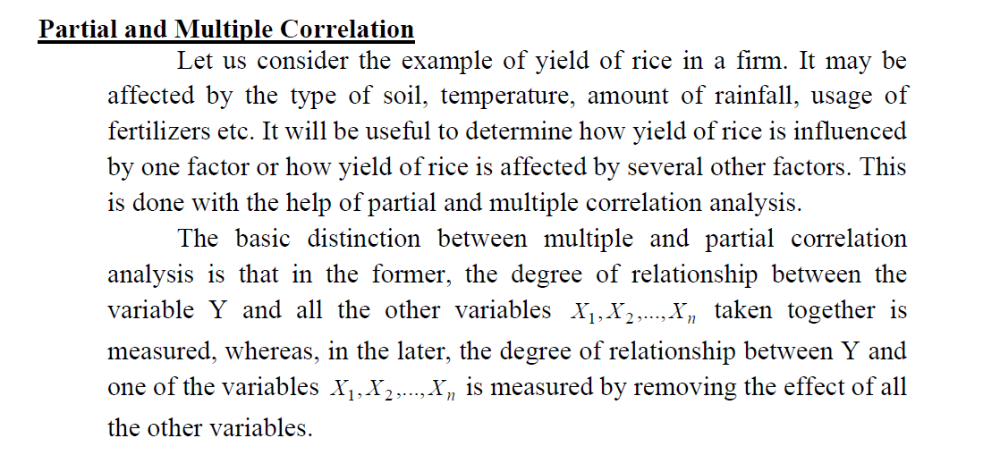 Partial and Multiple Correlation
Let us consider the example of yield of rice in a firm. It may be
affected by the type of soil, temperature, amount of rainfall, usage of
fertilizers etc. It will be useful to determine how yield of rice is influenced
by one factor or how yield of rice is affected by several other factors. This
is done with the help of partial and multiple correlation analysis.
The basic distinction between multiple and partial correlation
analysis is that in the former, the degree of relationship between the
variable Y and all the other variables X₁,X₂,...,Xₙ taken together is
measured, whereas, in the later, the degree of relationship between Y and
one of the variables X₁,X₂,...,Xₙ is measured by removing the effect of all
the other variables.